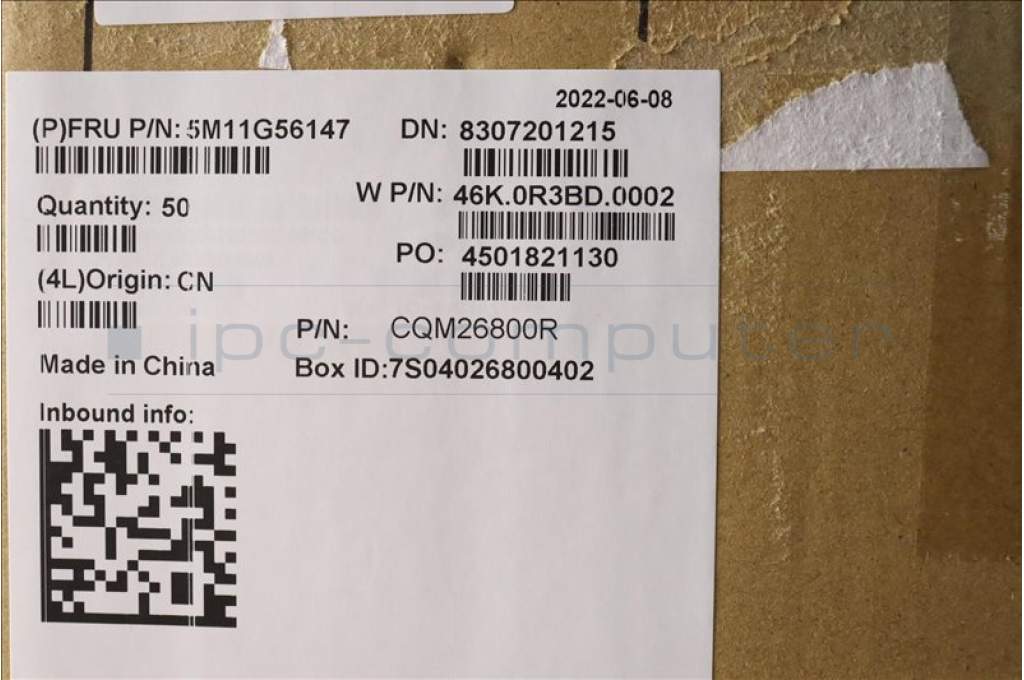 2022-06-08
(P)FRU P/N: 5M11G56147 DN: 8307201215
Quantity: 50 W P/N: 46K.0R3BD.0002
PO: 4501821130
(4L)Origin: CN
P/N: CQM26800R
ipc-computer
Made in China Box ID:7S04026800402
Inbound info: